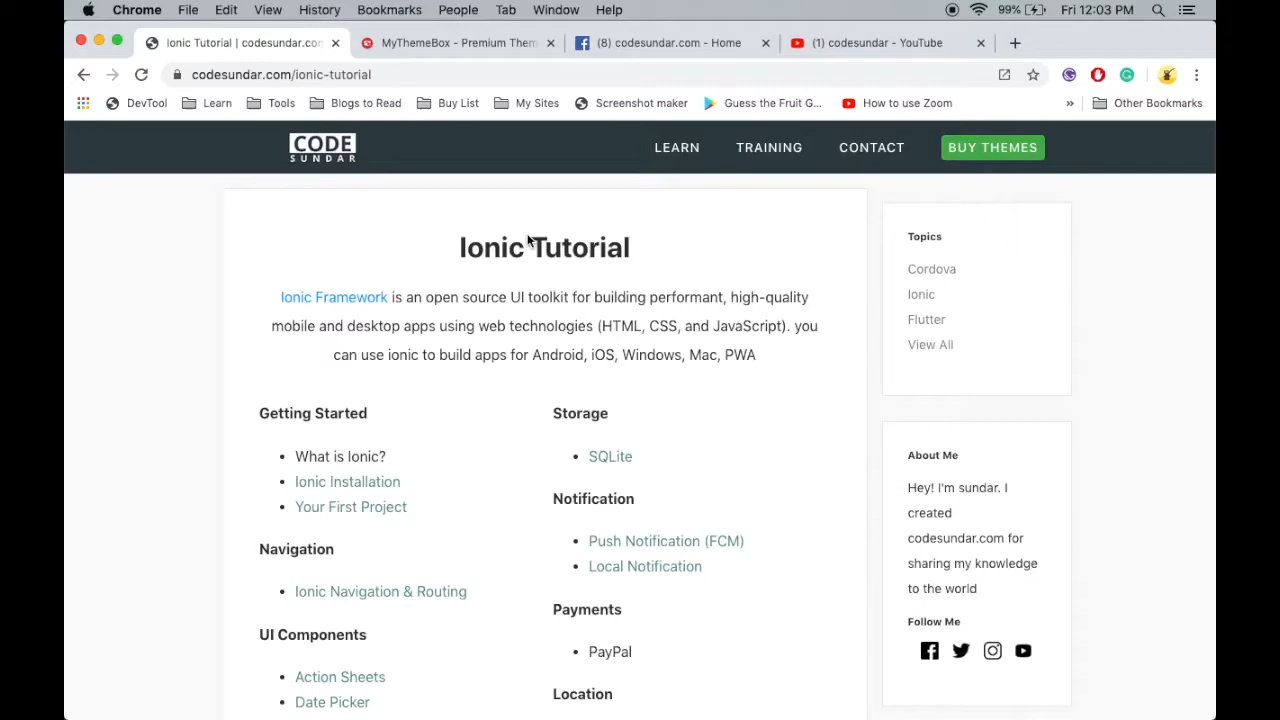 Chrome File Edit View History Bookmarks People Tab Window Help 99% Fri 12:03 PM
Ionic Tutorial | codesundar.com MyThemeBox - Premium Them (8) codesundar.com - Home (1) codesundar - YouTube
codesundar.com/ionic-tutorial
DevTool Learn Tools Blogs to Read Buy List My Sites Screenshot maker Guess the Fruit G... How to use Zoom » Other Bookmarks
CODE
SUNDAR
LEARN TRAINING CONTACT BUY THEMES
Ionic Tutorial
Ionic Framework is an open source UI toolkit for building performant, high-quality
mobile and desktop apps using web technologies (HTML, CSS, and JavaScript). you
can use ionic to build apps for Android, iOS, Windows, Mac, PWA
Getting Started
• What is Ionic?
• Ionic Installation
• Your First Project
Navigation
• Ionic Navigation & Routing
UI Components
• Action Sheets
• Date Picker
Storage
• SQLite
Notification
• Push Notification (FCM)
• Local Notification
Payments
• PayPal
Location
Topics
Cordova
Ionic
Flutter
View All
About Me
Hey! I'm sundar. I
created
codesundar.com for
sharing my knowledge
to the world
Follow Me